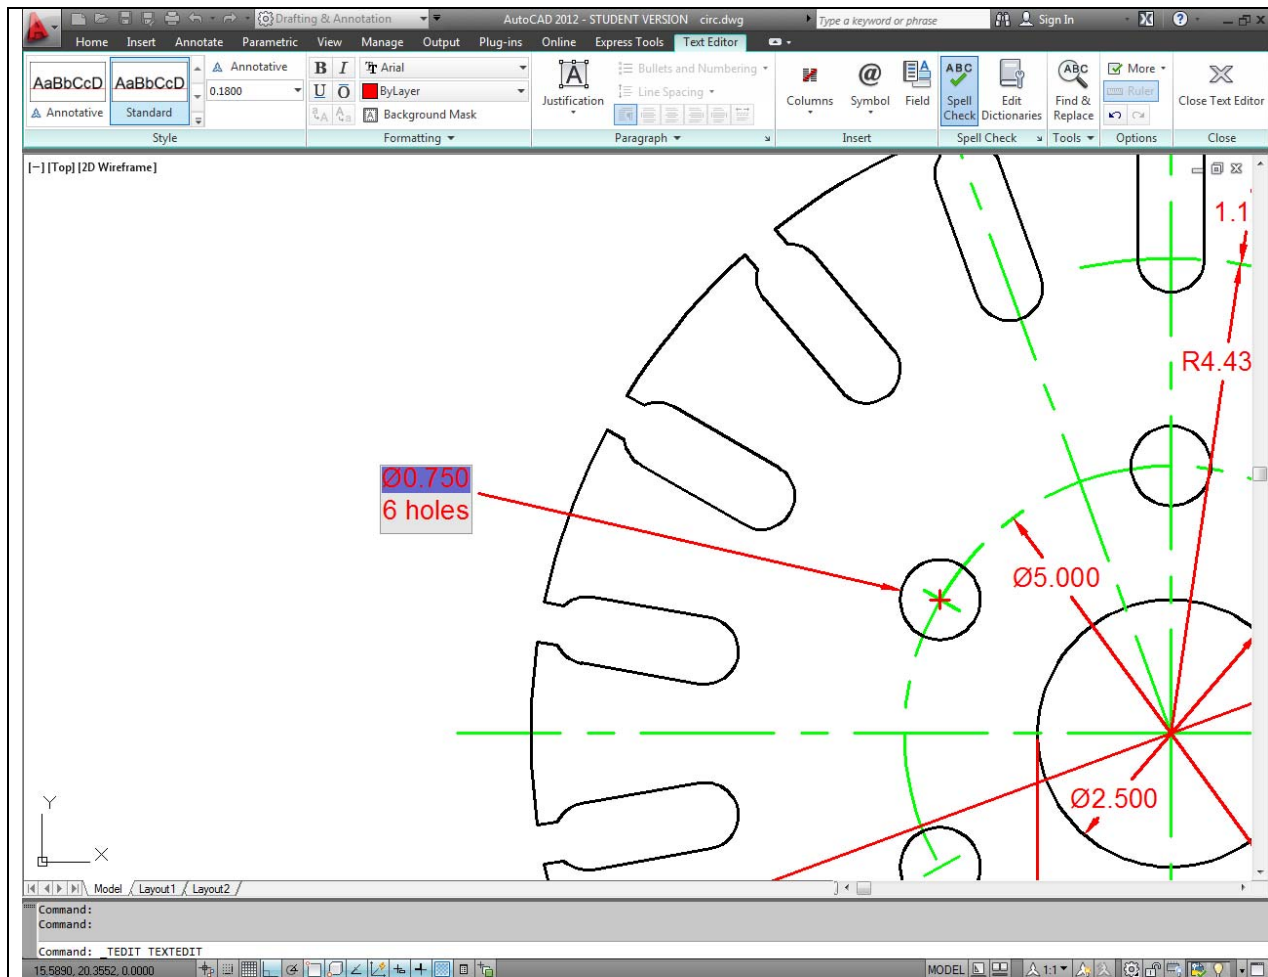 Drafting & Annotation
AutoCAD 2012 - STUDENT VERSION circ.dwg
Type a keyword or phrase
Sign In
Home Insert Annotate Parametric View Manage Output Plug-ins Online Express Tools Text Editor
AaBbCcD AaBbCcD
Annotative Standard
Annotative
0.1800
Style
B I Arial
U O ByLayer
Background Mask
Formatting
A
Justification
Bullets and Numbering
Line Spacing
Paragraph
Columns
@
Symbol
Field
Insert
ABC
Spell
Check
Edit
Dictionaries
Spell Check
ABC
Find &
Replace
Tools
More
Ruler
Options
Close Text Editor
Close
[−] [Top] [2D Wireframe]
1.1
R4.43
Ø0.750
6 holes
Ø5.000
Ø2.500
Y
X
Model Layout1 Layout2
Command:
Command:
Command: _TEDIT TEXTEDIT
15.5890, 20.3552, 0.0000
MODEL
1:1